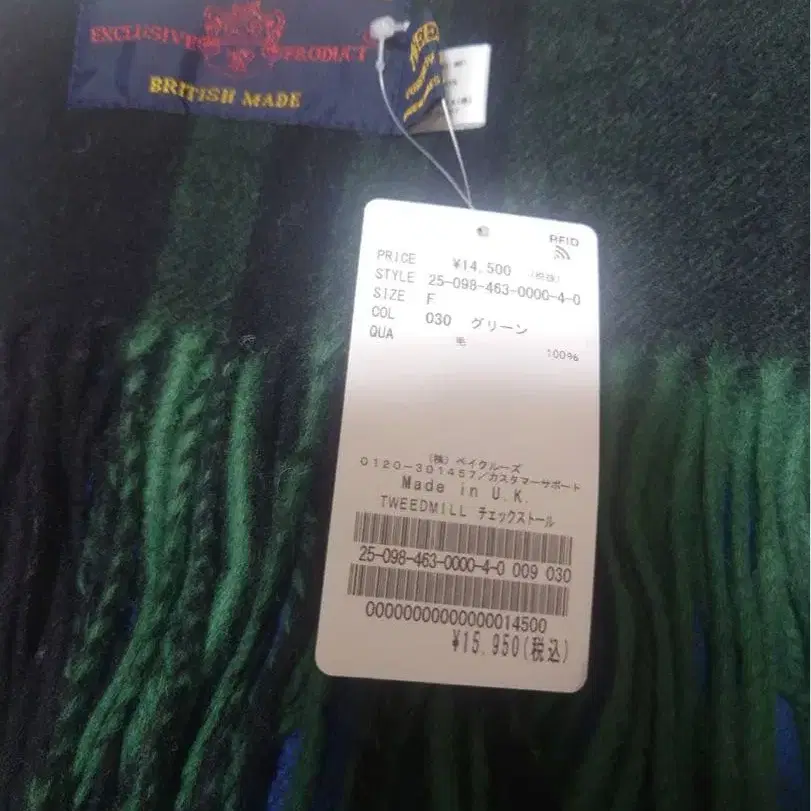 EXCLUSIVE PRODUCT
BRITISH MADE
RFID
PRICE ¥14,500 (税抜)
STYLE 25-098-463-0000-4-0
SIZE F
COL 030 グリーン
QUA 毛 100%
(株) ベイクルーズ
0120-301457/カスタマーサポート
Made in U.K.
TWEEDMILL チェックストール
25-098-463-0000-4-0 009 030
00000000000000014500
¥15,950(税込)